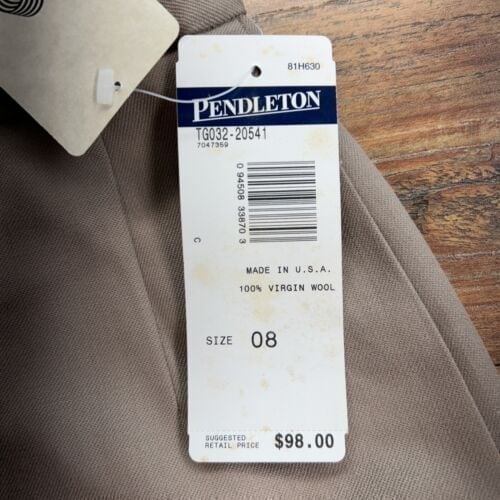 81H630
PENDLETON
TG032-20541
7047359
0 94508 33870 3
C
MADE IN U.S.A.
100% VIRGIN WOOL
SIZE 08
SUGGESTED
RETAIL PRICE $98.00